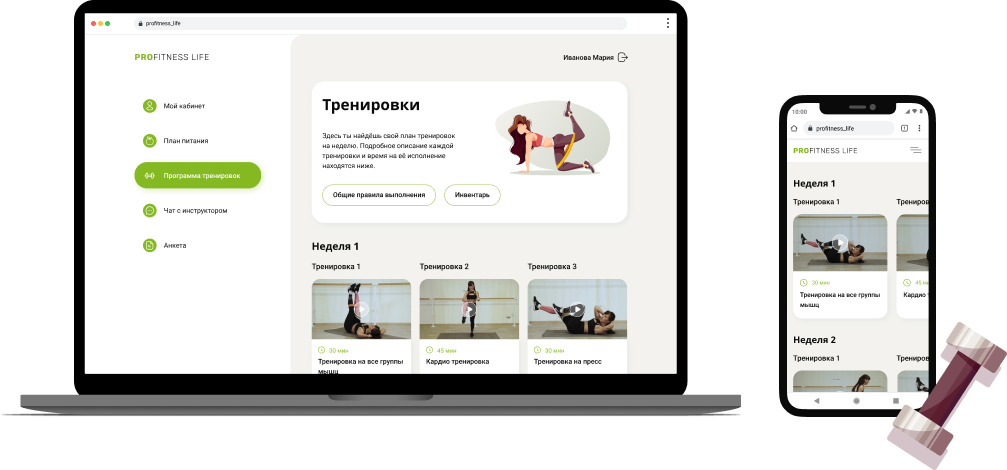 profitness_life
PROFITNESS LIFE
Иванова Мария
Мой кабинет
План питания
Программа тренировок
Чат с инструктором
Анкета
Тренировки
Здесь ты найдёшь свой план тренировок
на неделю. Подробное описание каждой
тренировки и время на её исполнение
находятся ниже.
Общие правила выполнения
Инвентарь
Неделя 1
Тренировка 1
Тренировка 2
Тренировка 3
30 мин
45 мин
30 мин
Тренировка на все группы
мышц
Кардио тренировка
Тренировка на пресс
10:00
profitness_life
PROFITNESS LIFE
Неделя 1
Тренировка 1
Трениров
30 мин
45 м
Тренировка на все группы
мышц
Кардио т
Неделя 2
Тренировка 1
Трениров